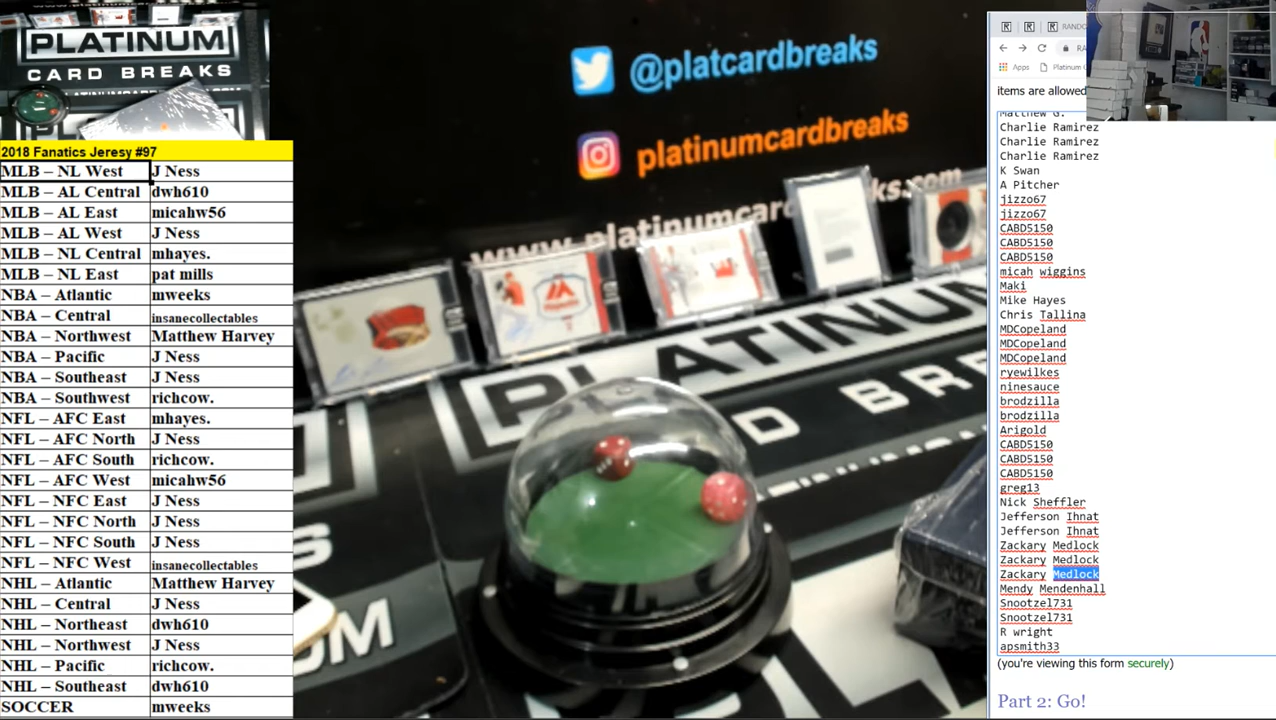 PLATINUM
CARD BREAKS
2018 Fanatics Jeresy #97
MLB – NL West J Ness
MLB – AL Central dwh610
MLB – AL East micahw56
MLB – AL West J Ness
MLB – NL Central mhayes.
MLB – NL East pat mills
NBA – Atlantic mweeks
NBA – Central insanecollectables
NBA – Northwest Matthew Harvey
NBA – Pacific J Ness
NBA – Southeast J Ness
NBA – Southwest richcow.
NFL – AFC East mhayes.
NFL – AFC North J Ness
NFL – AFC South richcow.
NFL – AFC West micahw56
NFL – NFC East J Ness
NFL – NFC North J Ness
NFL – NFC South J Ness
NFL – NFC West insanecollectables
NHL – Atlantic Matthew Harvey
NHL – Central J Ness
NHL – Northeast dwh610
NHL – Northwest J Ness
NHL – Pacific richcow.
NHL – Southeast dwh610
SOCCER mweeks
@platcardbreaks
platinumcardbreaks
www.platinumcardbreaks.com
PLATINUM
Apps
items are allowed
Matthew G.
Charlie Ramirez
Charlie Ramirez
Charlie Ramirez
K Swan
A Pitcher
jizzo67
jizzo67
CABD5150
CABD5150
CABD5150
micah wiggins
Maki
Mike Hayes
Chris Tallina
MDCopeland
MDCopeland
MDCopeland
ryewilkes
ninesauce
brodzilla
brodzilla
Arigold
CABD5150
CABD5150
CABD5150
greg13
Nick Sheffler
Jefferson Ihnat
Jefferson Ihnat
Zackary Medlock
Zackary Medlock
Zackary Medlock
Mendy Mendenhall
Snootzel731
Snootzel731
R wright
apsmith33
(you're viewing this form securely)
Part 2: Go!